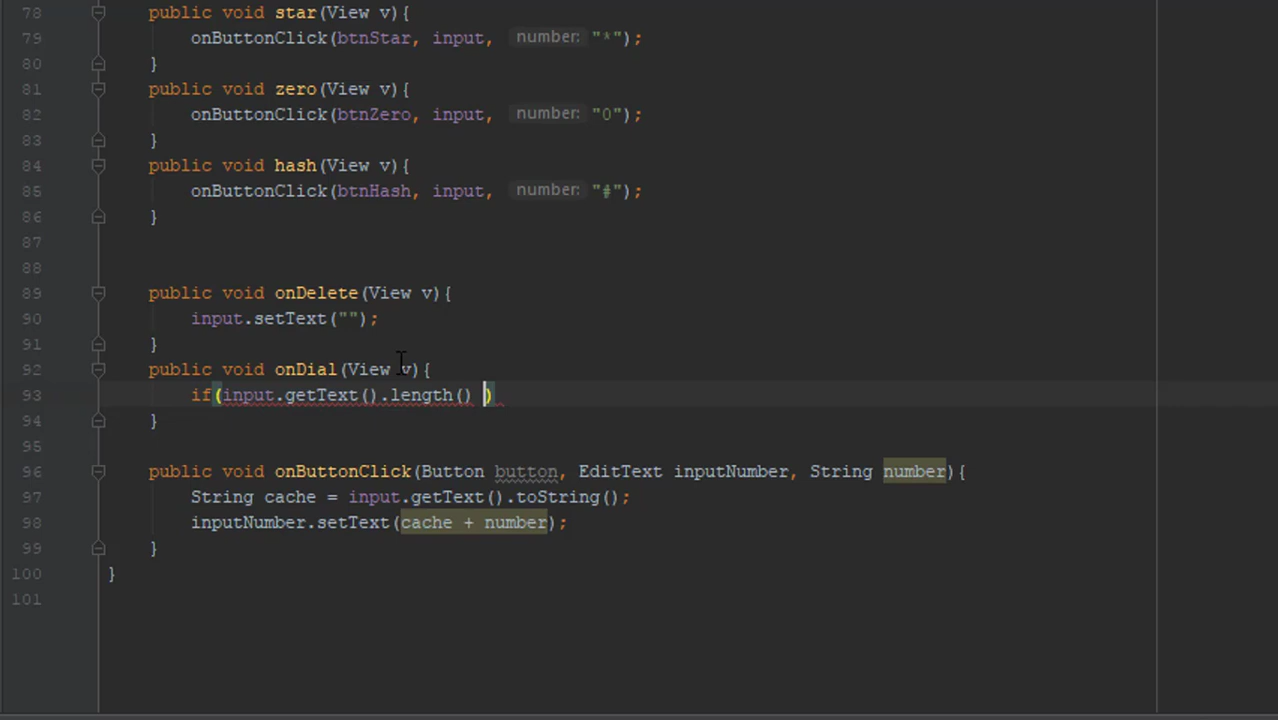 78 public void star(View v){
79 onButtonClick(btnStar, input, number: "*");
80 }
81 public void zero(View v){
82 onButtonClick(btnZero, input, number: "0");
83 }
84 public void hash(View v){
85 onButtonClick(btnHash, input, number: "#");
86 }
87
88
89 public void onDelete(View v){
90 input.setText("");
91 }
92 public void onDial(View v){
93 if(input.getText().length() )
94 }
95
96 public void onButtonClick(Button button, EditText inputNumber, String number){
97 String cache = input.getText().toString();
98 inputNumber.setText(cache + number);
99 }
100 }
101